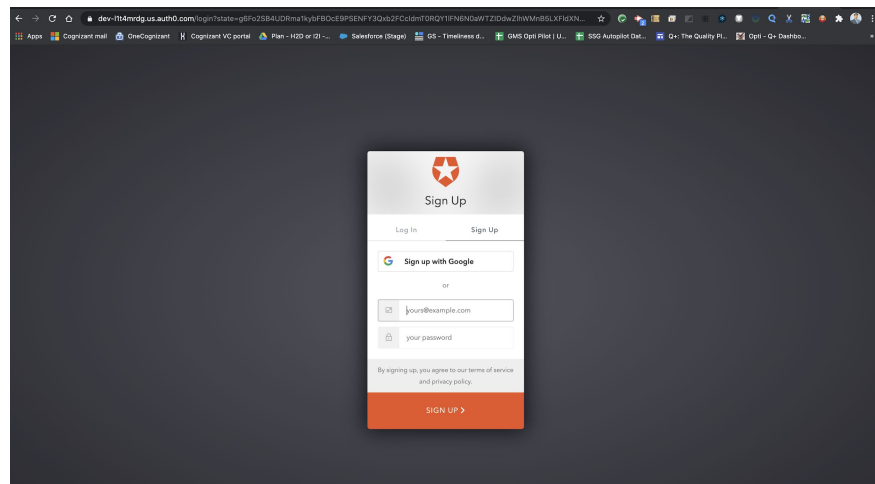 dev-l1t4mrdg.us.auth0.com/login?state=
Apps Cognizant mail OneCognizant Cognizant VC portal Plan - H2D or I2I -... Salesforce (Stage) GS - Timeliness d... GMS Opti Pilot | U... SSG Autopilot Dat... Q+: The Quality Pl... Opti - Q+ Dashbo...
Sign Up
Log In Sign Up
Sign up with Google
or
yours@example.com
your password
By signing up, you agree to our terms of service
and privacy policy.
SIGN UP